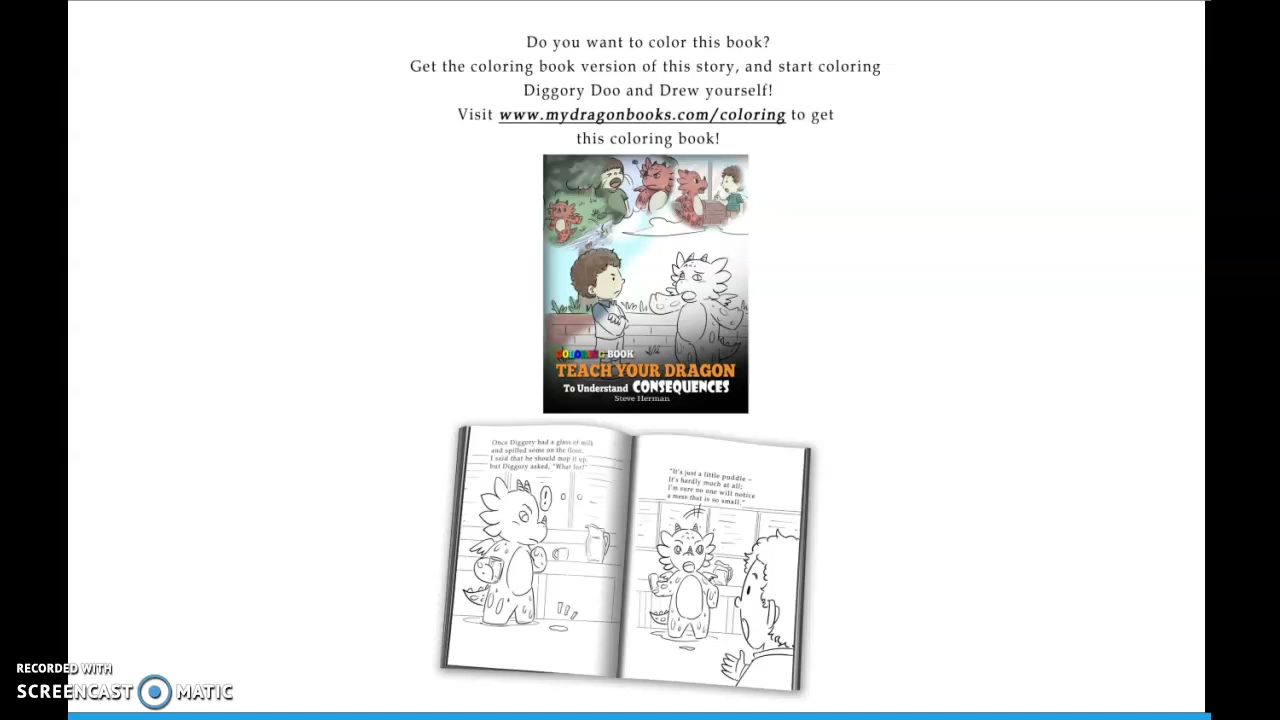 Do you want to color this book?
Get the coloring book version of this story, and start coloring
Diggory Doo and Drew yourself!
Visit www.mydragonbooks.com/coloring to get
this coloring book!
COLORING BOOK
TEACH YOUR DRAGON
To Understand CONSEQUENCES
Steve Herman
Once Diggory had a glass of milk
and spilled some on the floor.
I said that he should mop it up,
but Diggory asked, "What for?"
"It's just a little puddle –
It's hardly much at all;
I'm sure no one will notice
a mess that is so small."
RECORDED WITH
SCREENCAST MATIC